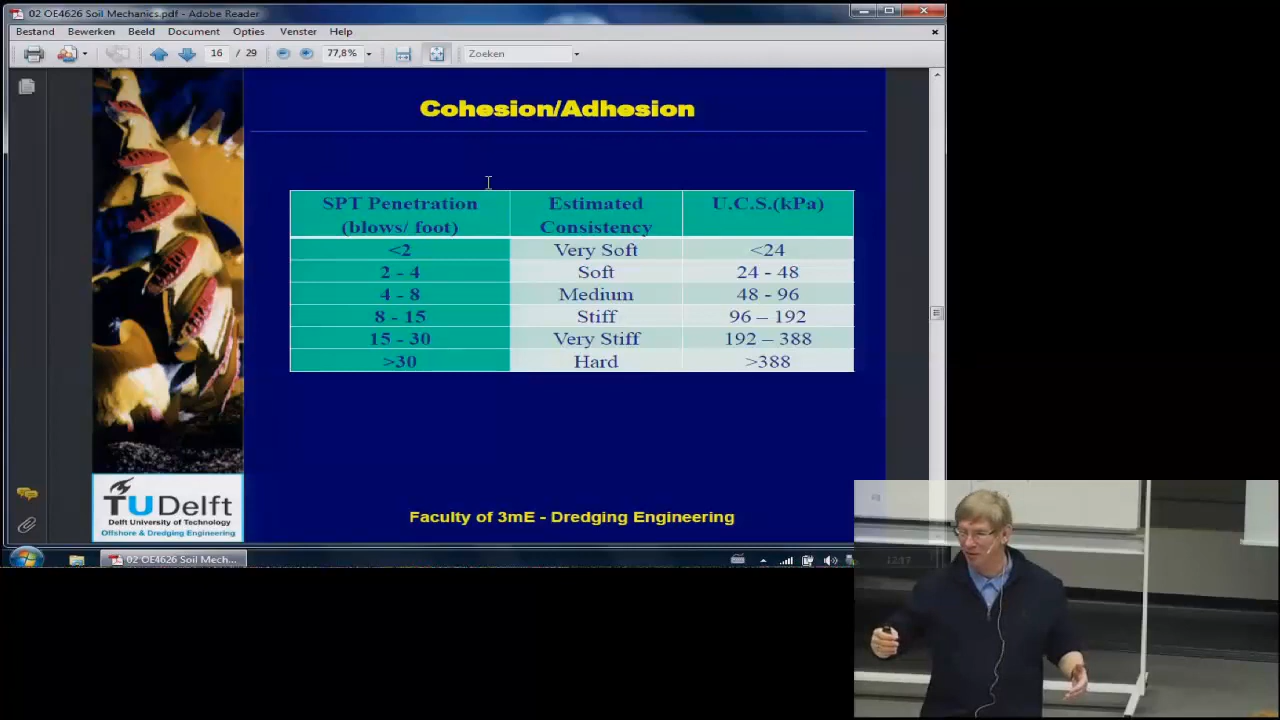 02 OE4626 Soil Mechanics.pdf - Adobe Reader
Bestand Bewerken Beeld Document Opties Venster Help
16 / 29 77,8% Zoeken
Cohesion/Adhesion
SPT Penetration (blows/ foot) Estimated Consistency U.C.S.(kPa)
<2 Very Soft <24
2 - 4 Soft 24 - 48
4 - 8 Medium 48 - 96
8 - 15 Stiff 96 – 192
15 - 30 Very Stiff 192 – 388
>30 Hard >388
TU Delft
Delft University of Technology
Offshore & Dredging Engineering
Faculty of 3mE - Dredging Engineering
02 OE4626 Soil Mech... 12:17